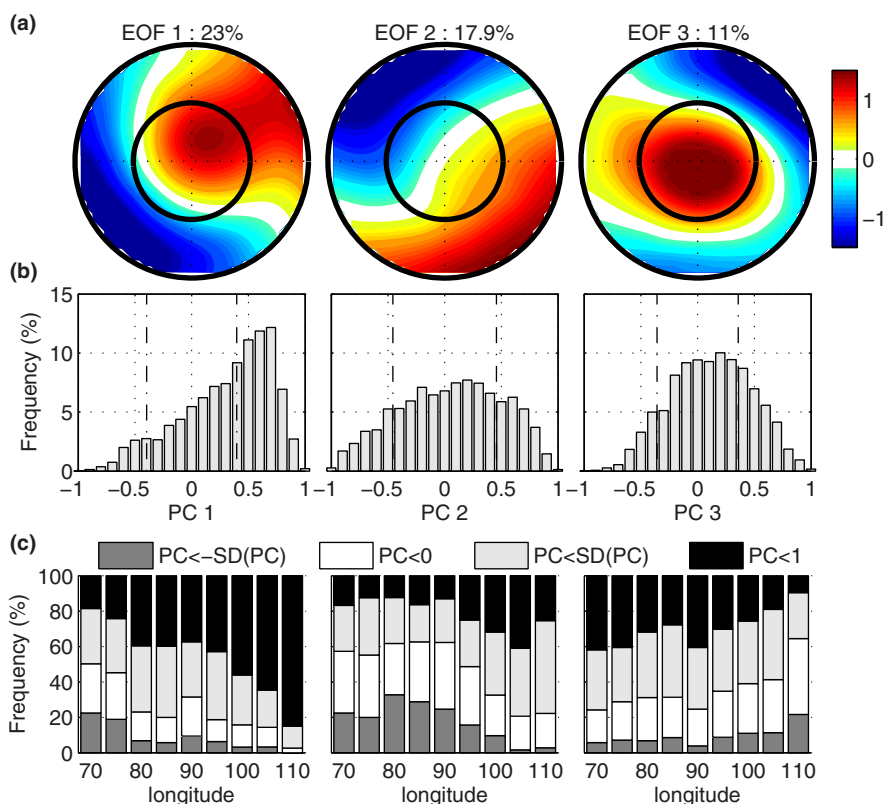 (a)
EOF 1 : 23%
EOF 2 : 17.9%
EOF 3 : 11%
1
0
−1
(b)
15
10
5
0
Frequency (%)
−1 −0.5 0 0.5 1
−1 −0.5 0 0.5 1
−1 −0.5 0 0.5 1
PC 1
PC 2
PC 3
(c)
PC<−SD(PC)
PC<0
PC<SD(PC)
PC<1
100
80
60
40
20
0
Frequency (%)
70 80 90 100 110
70 80 90 100 110
70 80 90 100 110
longitude
longitude
longitude